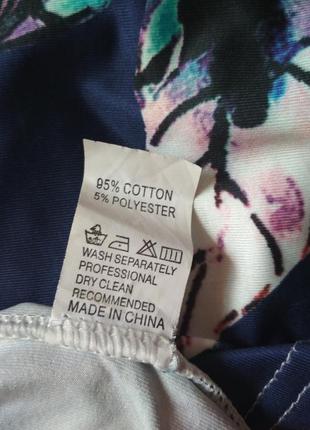 95% COTTON
5% POLYESTER
WASH SEPARATELY
PROFESSIONAL
DRY CLEAN
RECOMMENDED
MADE IN CHINA